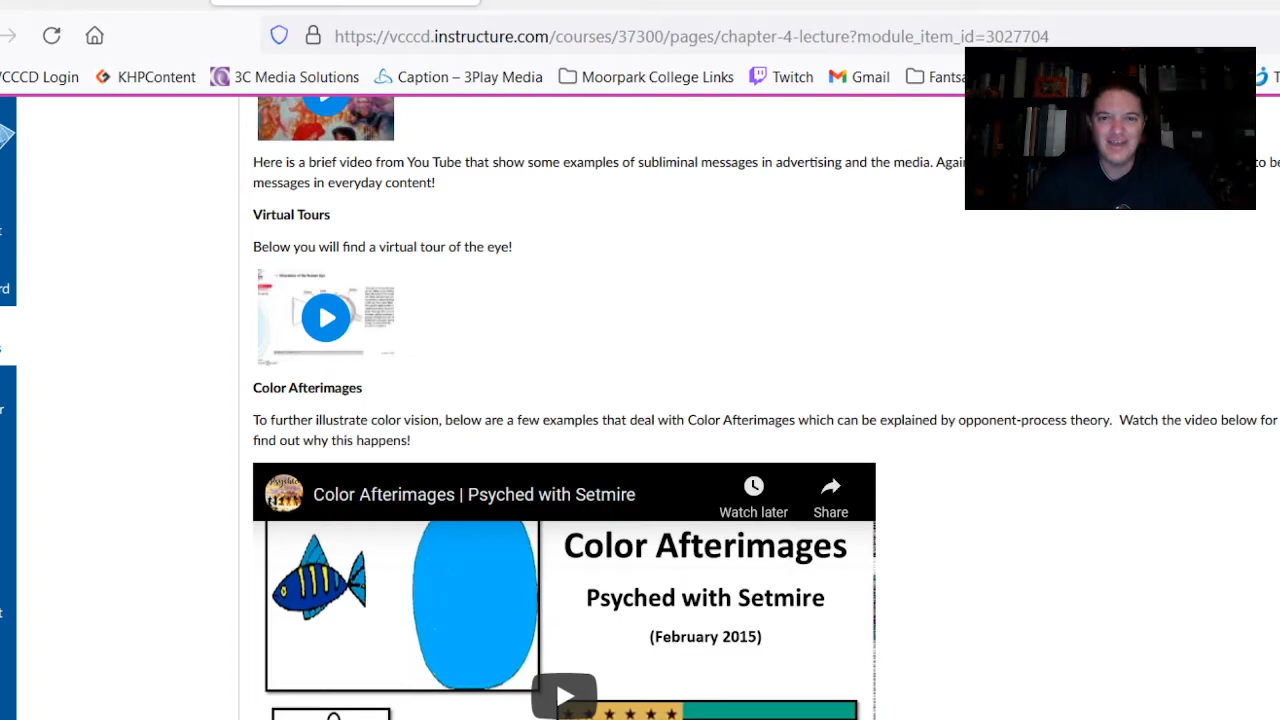 https://vcccd.instructure.com/courses/37300/pages/chapter-4-lecture?module_item_id=3027704
VCCCD Login KHPContent 3C Media Solutions Caption – 3Play Media Moorpark College Links Twitch Gmail Fantas
Here is a brief video from You Tube that show some examples of subliminal messages in advertising and the media. Again to be
messages in everyday content!
Virtual Tours
Below you will find a virtual tour of the eye!
Color Afterimages
To further illustrate color vision, below are a few examples that deal with Color Afterimages which can be explained by opponent-process theory. Watch the video below for
find out why this happens!
Color Afterimages | Psyched with Setmire
Watch later
Share
Color Afterimages
Psyched with Setmire
(February 2015)